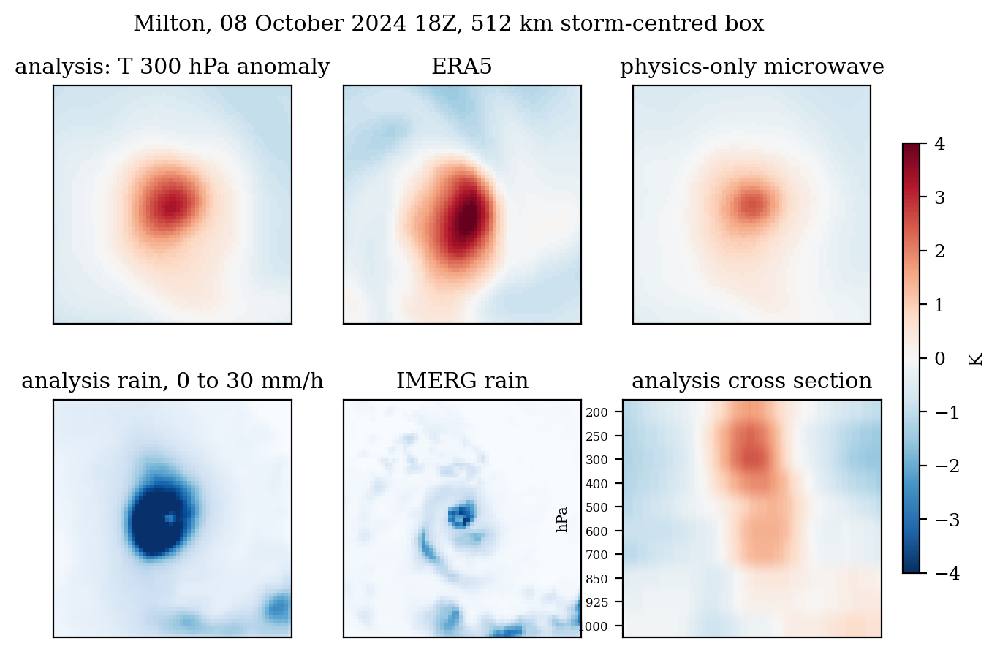 Milton, 08 October 2024 18Z, 512 km storm-centred box
analysis: T 300 hPa anomaly
ERA5
physics-only microwave
4
3
2
1
0
−1
−2
−3
−4
K
analysis rain, 0 to 30 mm/h
IMERG rain
analysis cross section
hPa
200
250
300
400
500
600
700
850
925
1000